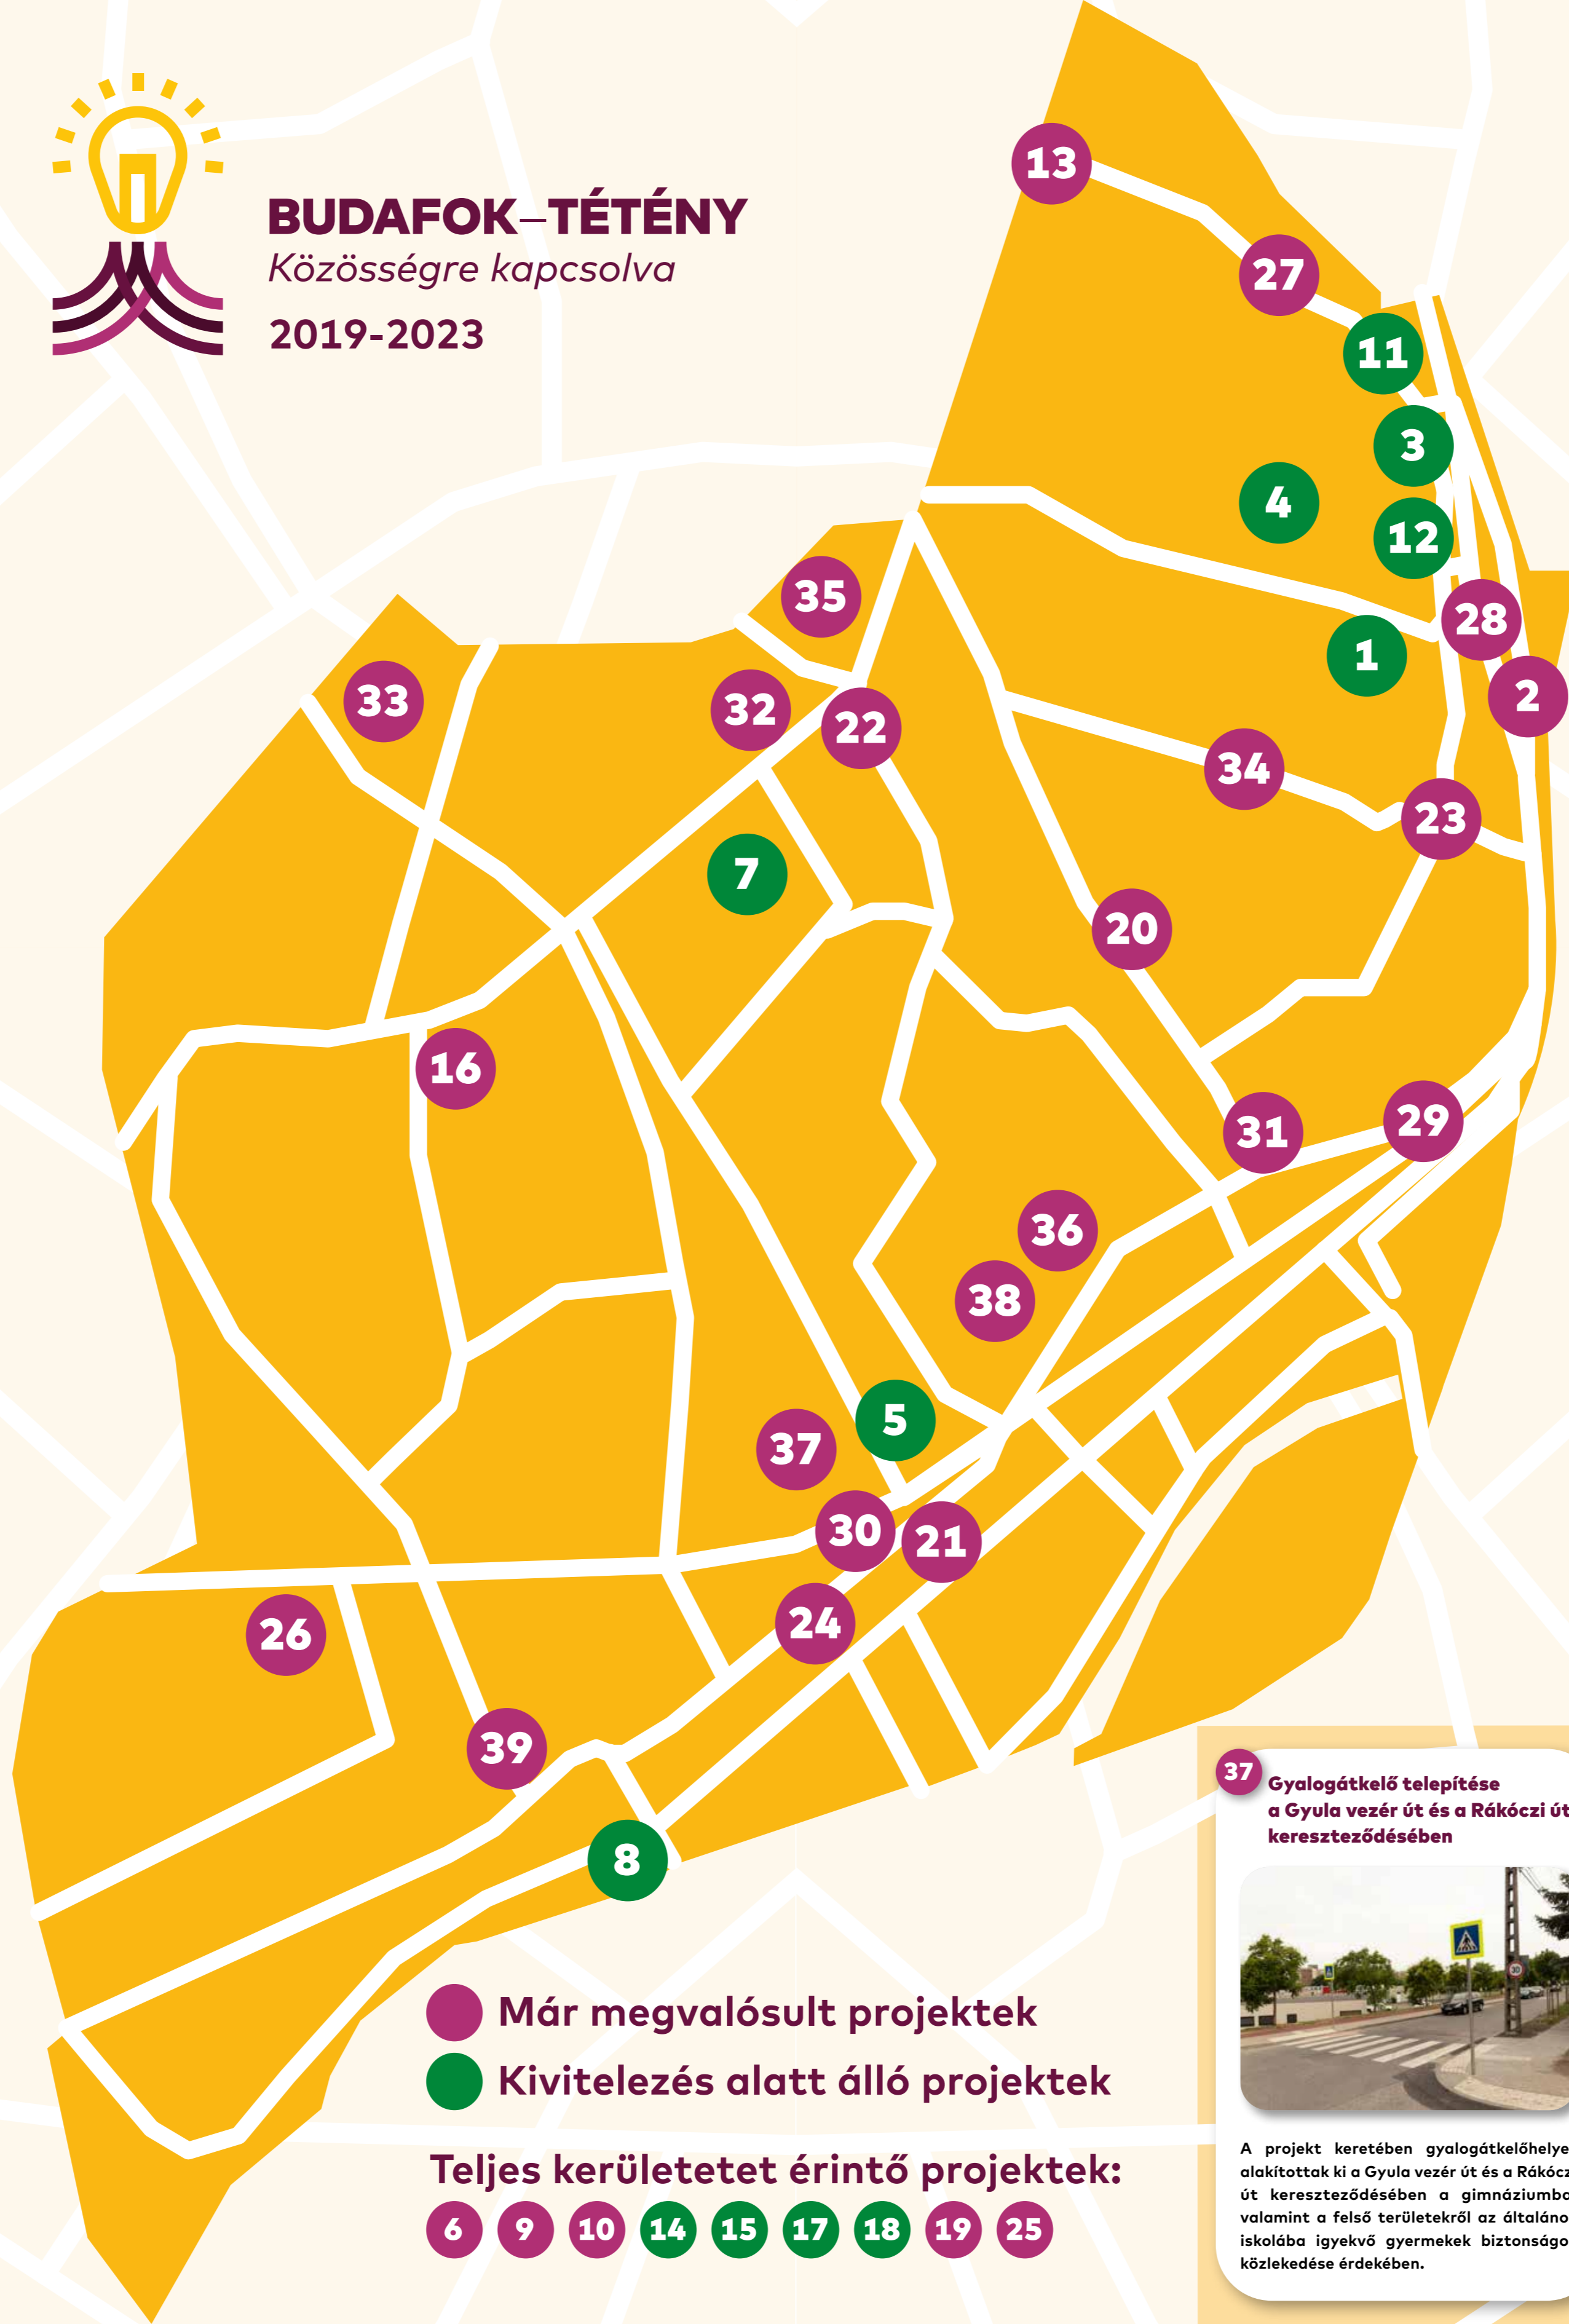 BUDAFOK–TÉTÉNY
Közösségre kapcsolva
2019-2023
13
27
11
3
4
12
35
28
1
33
2
32
22
34
23
7
20
16
29
31
36
38
5
37
30
21
24
26
39
8
Már megvalósult projektek
Kivitelezés alatt álló projektek
Teljes kerületetet érintő projektek:
6 9 10 14 15 17 18 19 25
37
Gyalogátkelő telepítése
a Gyula vezér út és a Rákóczi út
kereszteződésében
30
A projekt keretében gyalogátkelőhelye
alakítottak ki a Gyula vezér út és a Rákócz
út kereszteződésében a gimnáziumba
valamint a felső területekről az általáno
iskolába igyekvő gyermekek biztonságo
közlekedése érdekében.